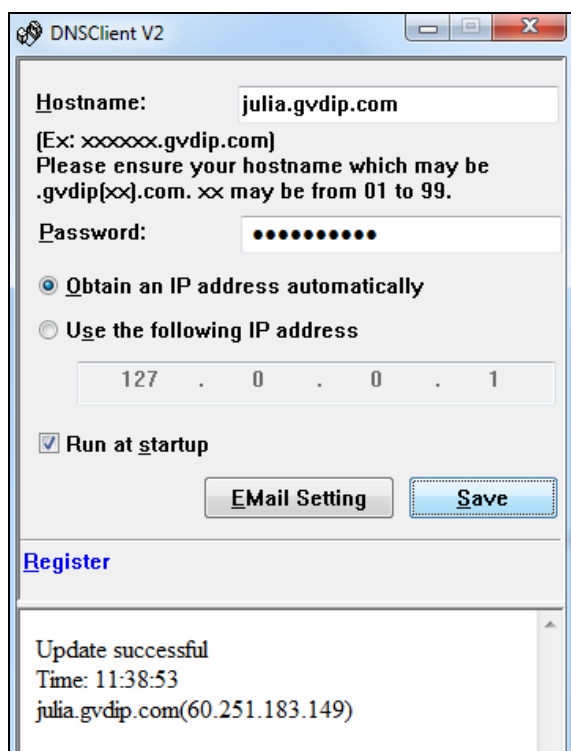 DNSClient V2
Hostname: julia.gvdip.com
(Ex: xxxxxx.gvdip.com)
Please ensure your hostname which may be
.gvdip(xx).com. xx may be from 01 to 99.
Password: ●●●●●●●●●●
Obtain an IP address automatically
Use the following IP address
127 . 0 . 0 . 1
Run at startup
EMail Setting Save
Register
Update successful
Time: 11:38:53
julia.gvdip.com(60.251.183.149)